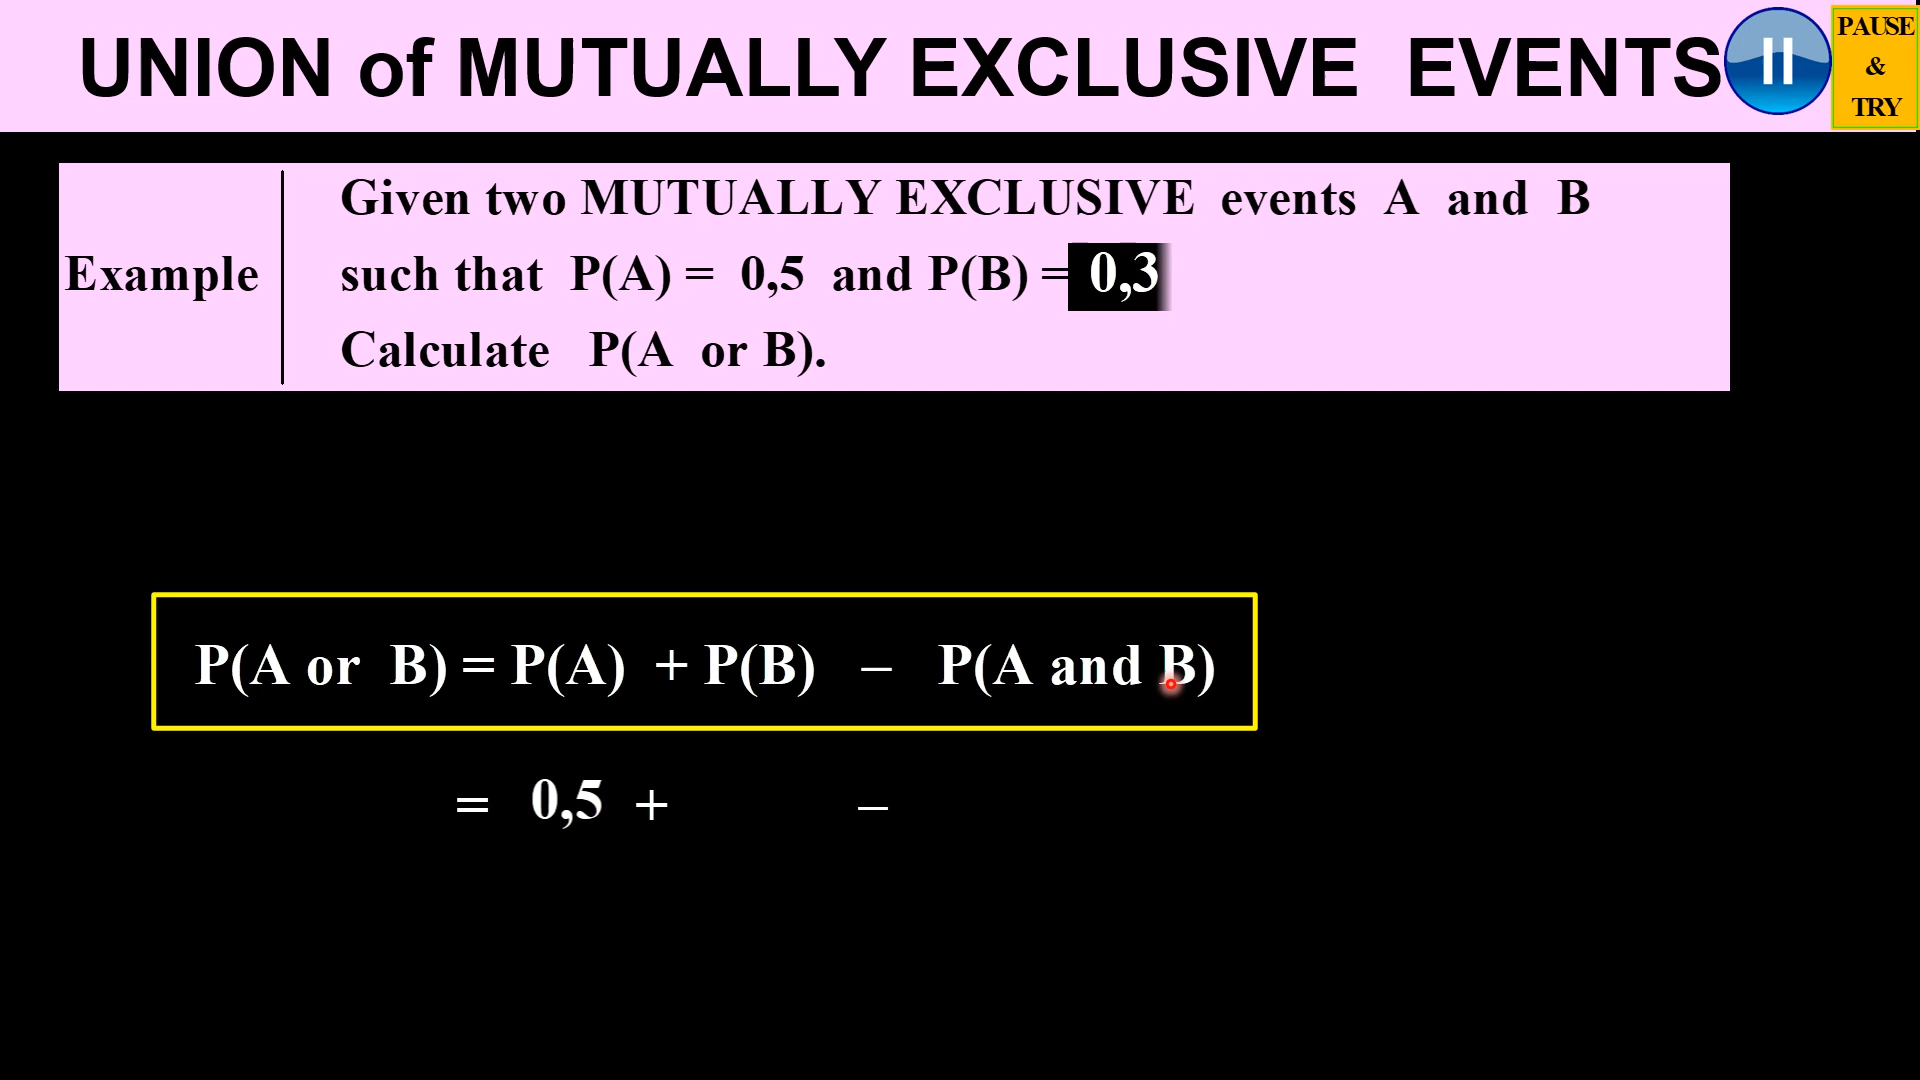 UNION of MUTUALLY EXCLUSIVE EVENTS
PAUSE
&
TRY
Given two MUTUALLY EXCLUSIVE events A and B
Example
such that P(A) = 0,5 and P(B) = 0,3
Calculate P(A or B).
P(A or B) = P(A) + P(B) – P(A and B)
= 0,5 + –